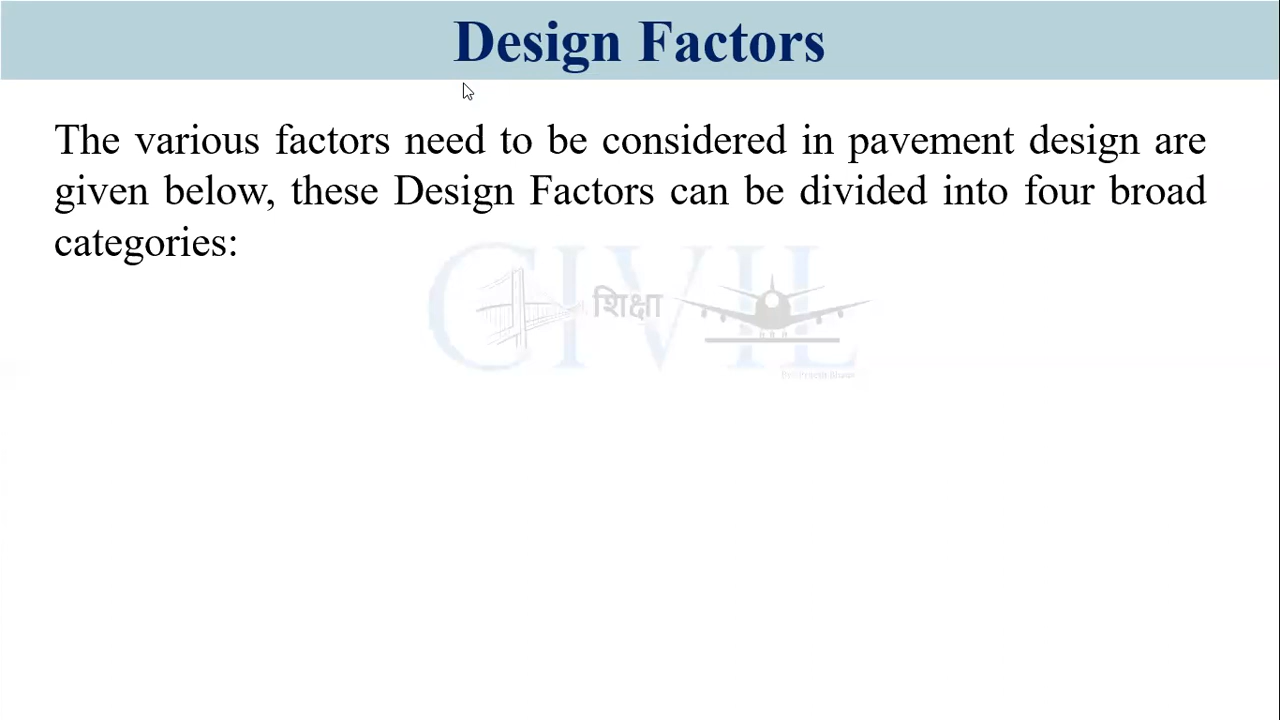 Design Factors
The various factors need to be considered in pavement design are
given below, these Design Factors can be divided into four broad
categories:
CIVIL
शिक्षा